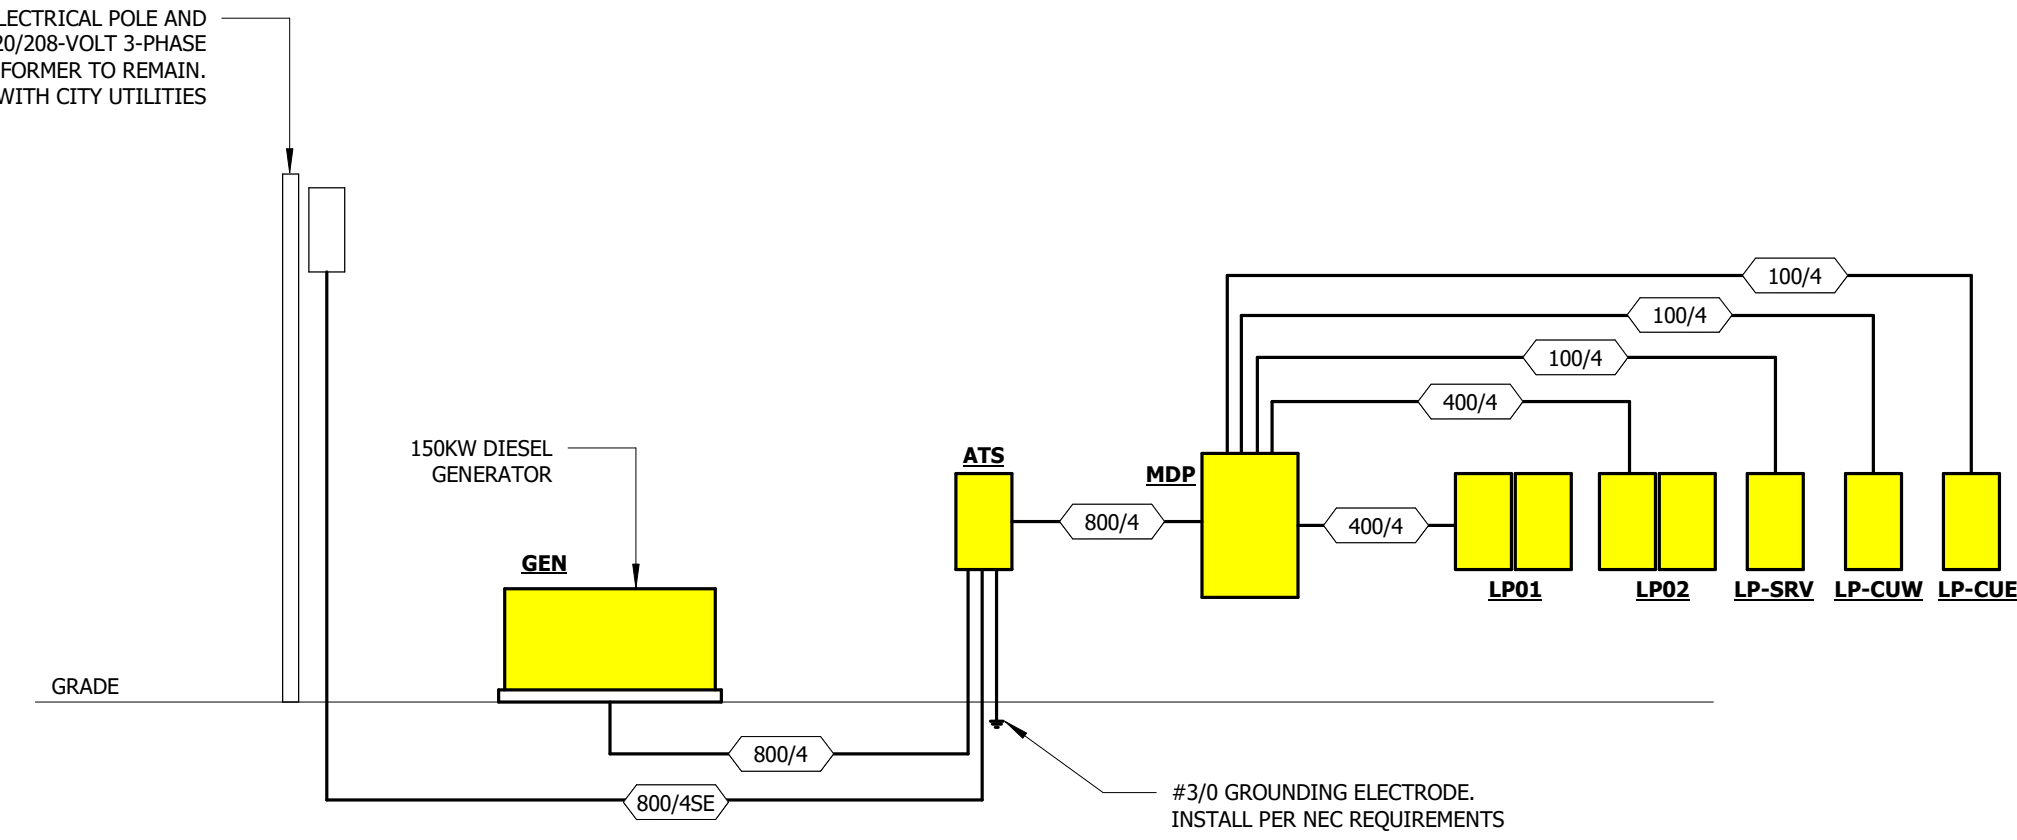 LECTRICAL POLE AND
20/208-VOLT 3-PHASE
FORMER TO REMAIN.
WITH CITY UTILITIES
100/4
100/4
100/4
400/4
150KW DIESEL
GENERATOR
ATS
MDP
800/4
400/4
GEN
LP01
LP02
LP-SRV
LP-CUW
LP-CUE
GRADE
800/4
800/4SE
#3/0 GROUNDING ELECTRODE.
INSTALL PER NEC REQUIREMENTS